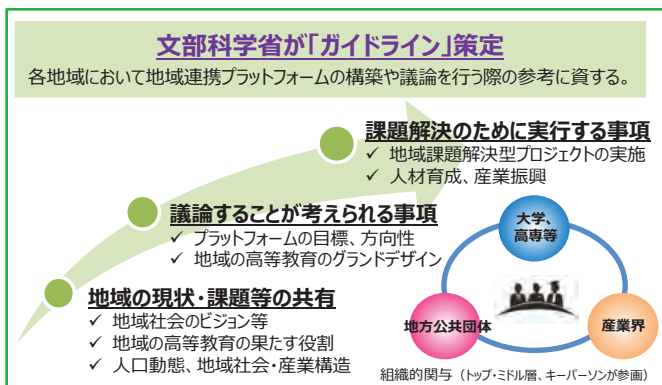 文部科学省が「ガイドライン」策定
各地域において地域連携プラットフォームの構築や議論を行う際の参考に資する。
課題解決のために実行する事項
✓ 地域課題解決型プロジェクトの実施
✓ 人材育成、産業振興
議論することが考えられる事項
✓ プラットフォームの目標、方向性
✓ 地域の高等教育のグランドデザイン
地域の現状・課題等の共有
✓ 地域社会のビジョン等
✓ 地域の高等教育の果たす役割
✓ 人口動態、地域社会・産業構造
大学、
高専等
地方公共団体
産業界
組織的関与（トップ・ミドル層、キーパーソンが参画）